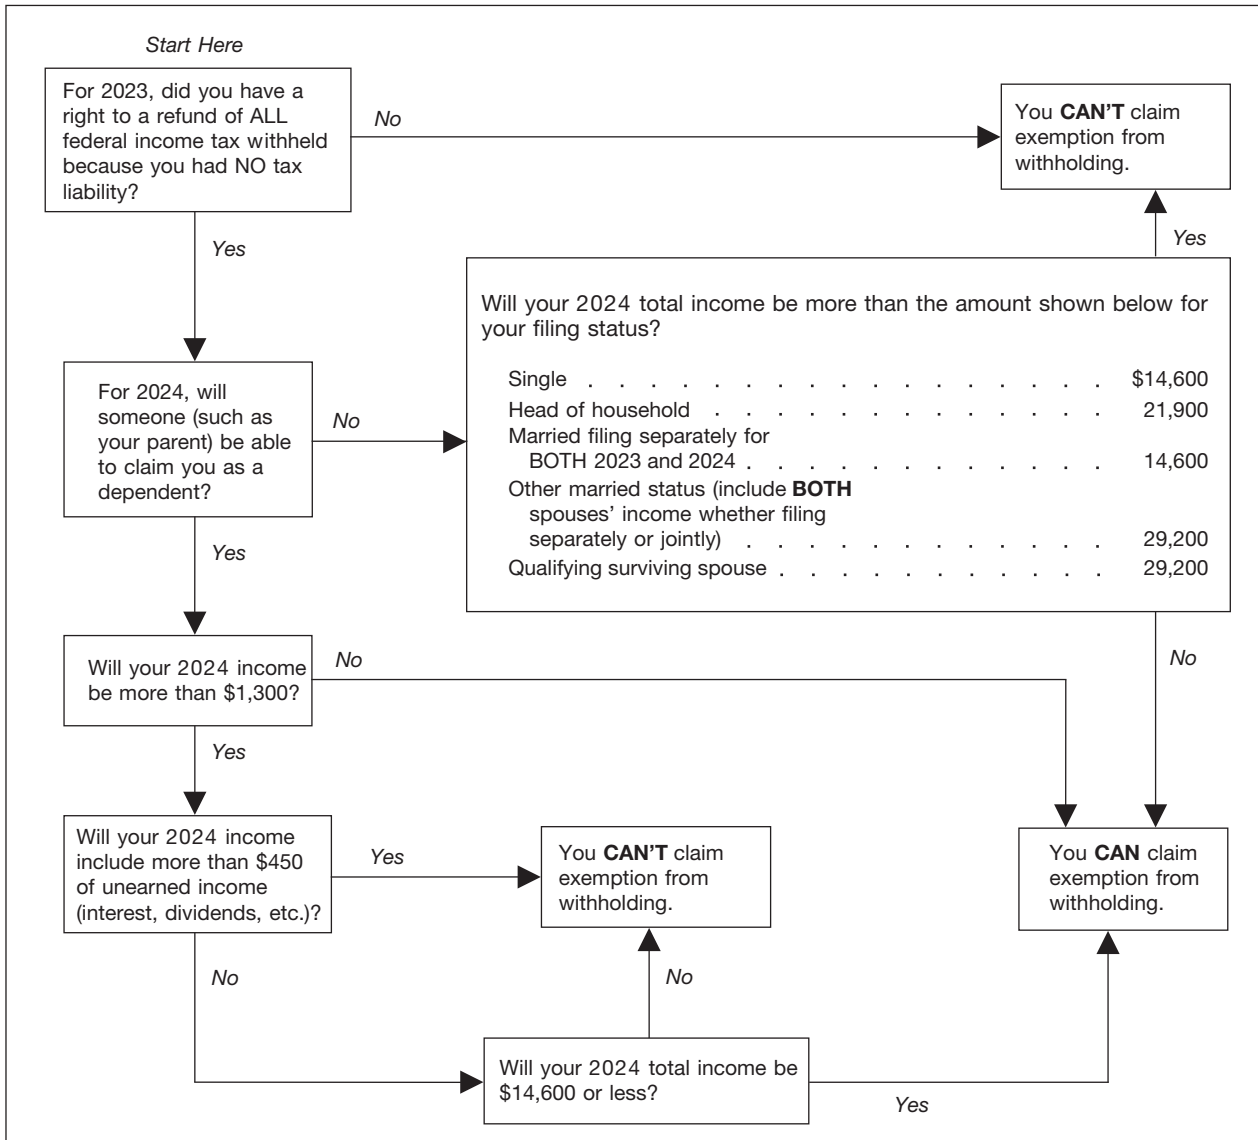 Start Here
For 2023, did you have a
right to a refund of ALL
federal income tax withheld
because you had NO tax
liability?
No
You CAN'T claim
exemption from
withholding.
Yes
Yes
Will your 2024 total income be more than the amount shown below for
your filing status?
Single . . . . . . . . . . . . . . . . . $14,600
Head of household . . . . . . . . . . . . . 21,900
Married filing separately for
BOTH 2023 and 2024 . . . . . . . . . . . . 14,600
Other married status (include BOTH
spouses' income whether filing
separately or jointly) . . . . . . . . . . . . 29,200
Qualifying surviving spouse . . . . . . . . . . . 29,200
For 2024, will
someone (such as
your parent) be able
to claim you as a
dependent?
No
Yes
No
Will your 2024 income
be more than $1,300?
No
Yes
Will your 2024 income
include more than $450
of unearned income
(interest, dividends, etc.)?
Yes
You CAN'T claim
exemption from
withholding.
You CAN claim
exemption from
withholding.
No
No
Will your 2024 total income be
$14,600 or less?
Yes